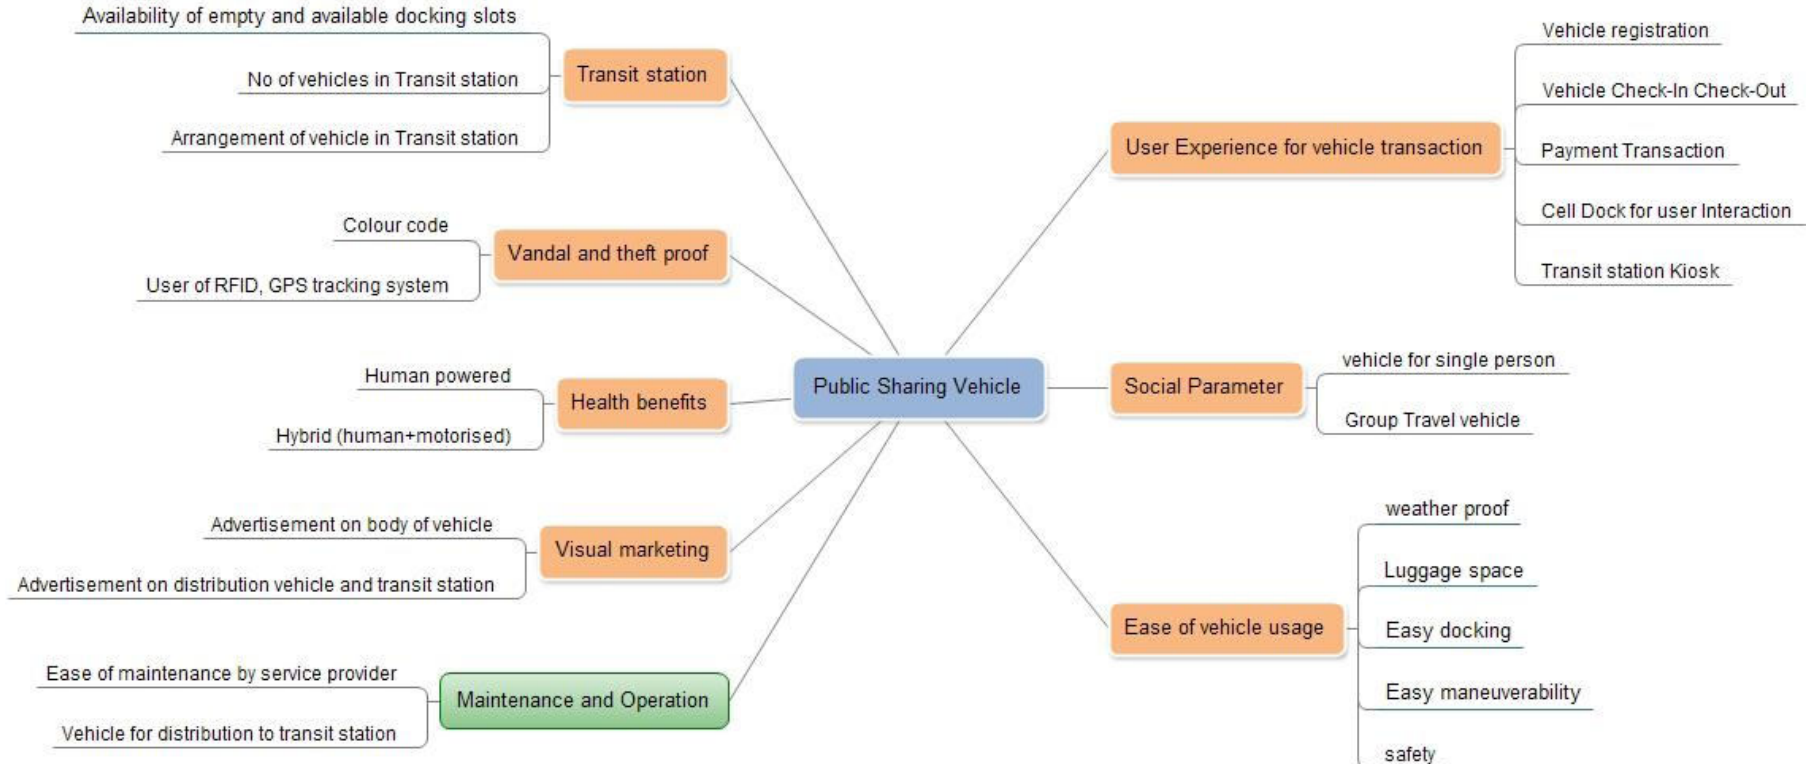 Availability of empty and available docking slots
No of vehicles in Transit station
Arrangement of vehicle in Transit station
Transit station
Colour code
User of RFID, GPS tracking system
Vandal and theft proof
Human powered
Hybrid (human+motorised)
Health benefits
Advertisement on body of vehicle
Advertisement on distribution vehicle and transit station
Visual marketing
Ease of maintenance by service provider
Vehicle for distribution to transit station
Maintenance and Operation
Public Sharing Vehicle
User Experience for vehicle transaction
Vehicle registration
Vehicle Check-In Check-Out
Payment Transaction
Cell Dock for user Interaction
Transit station Kiosk
Social Parameter
vehicle for single person
Group Travel vehicle
Ease of vehicle usage
weather proof
Luggage space
Easy docking
Easy maneuverability
safety